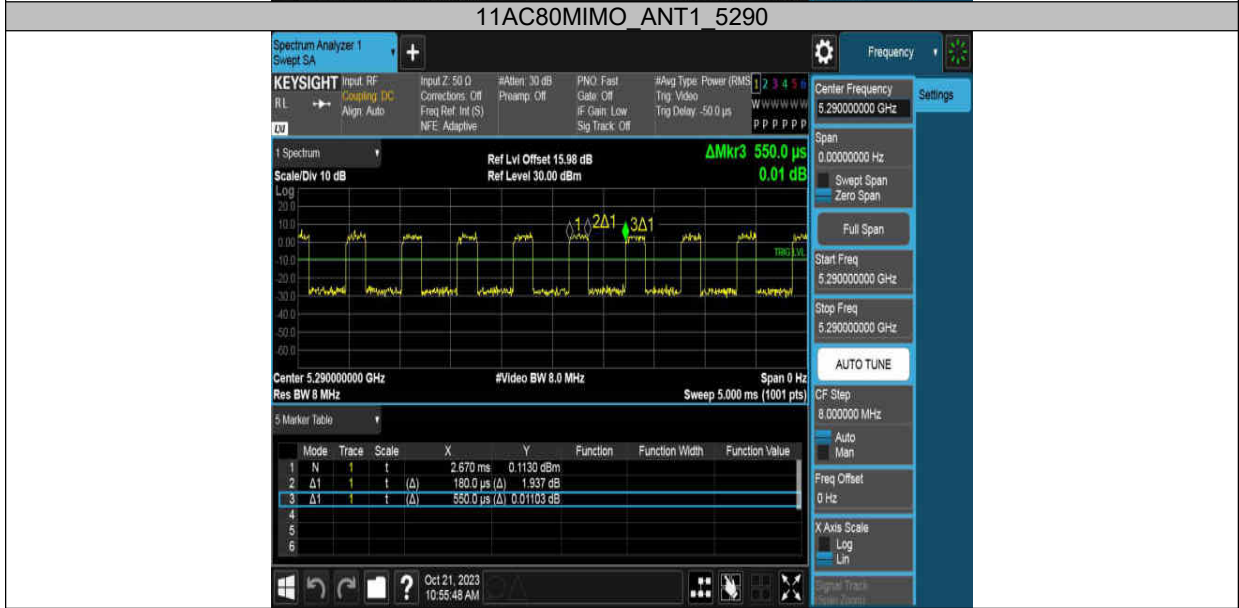 11AC80MIMO_ANT1_5290
Spectrum Analyzer 1
Swept SA
Frequency
KEYSIGHT
RL
Input: RF
Coupling: DC
Align: Auto
Input Z: 50 Ω
Corrections: Off
Freq Ref: Int (S)
NFE: Adaptive
#Atten: 30 dB
Preamp: Off
PNO: Fast
Gate: Off
IF Gain: Low
Sig Track: Off
#Avg Type: Power (RMS
Trig: Video
Trig Delay: -50.0 µs
1 2 3 4 5 6
W W W W W W
P P P P P P
LXI
1 Spectrum
Scale/Div 10 dB
Ref Lvl Offset 15.98 dB
Ref Level 30.00 dBm
ΔMkr3 550.0 µs
0.01 dB
Log
20.0
10.0
0.00
-10.0
-20.0
-30.0
-40.0
-50.0
-60.0
1
2Δ1
3Δ1
TRIG LVL
Center 5.290000000 GHz
Res BW 8 MHz
#Video BW 8.0 MHz
Span 0 Hz
Sweep 5.000 ms (1001 pts)
5 Marker Table
Mode Trace Scale X Y Function Function Width Function Value
1 N 1 t 2.670 ms 0.1130 dBm
2 Δ1 1 t (Δ) 180.0 µs (Δ) 1.937 dB
3 Δ1 1 t (Δ) 550.0 µs (Δ) 0.01103 dB
4
5
6
Oct 21, 2023
10:55:48 AM
Center Frequency
5.290000000 GHz
Settings
Span
0.00000000 Hz
Swept Span
Zero Span
Full Span
Start Freq
5.290000000 GHz
Stop Freq
5.290000000 GHz
AUTO TUNE
CF Step
8.000000 MHz
Auto
Man
Freq Offset
0 Hz
X Axis Scale
Log
Lin
Signal Track
(Span Zoom)